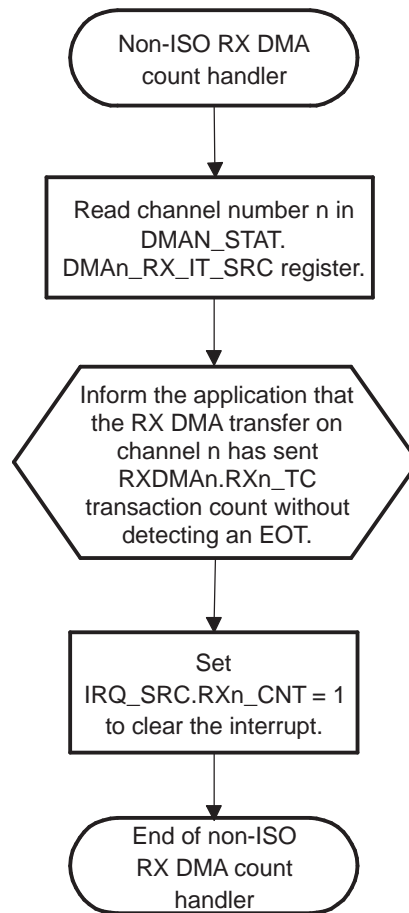 Non-ISO RX DMA
count handler
Read channel number n in
DMAN_STAT.
DMAn_RX_IT_SRC register.
Inform the application that
the RX DMA transfer on
channel n has sent
RXDMAn.RXn_TC
transaction count without
detecting an EOT.
Set
IRQ_SRC.RXn_CNT = 1
to clear the interrupt.
End of non-ISO
RX DMA count
handler